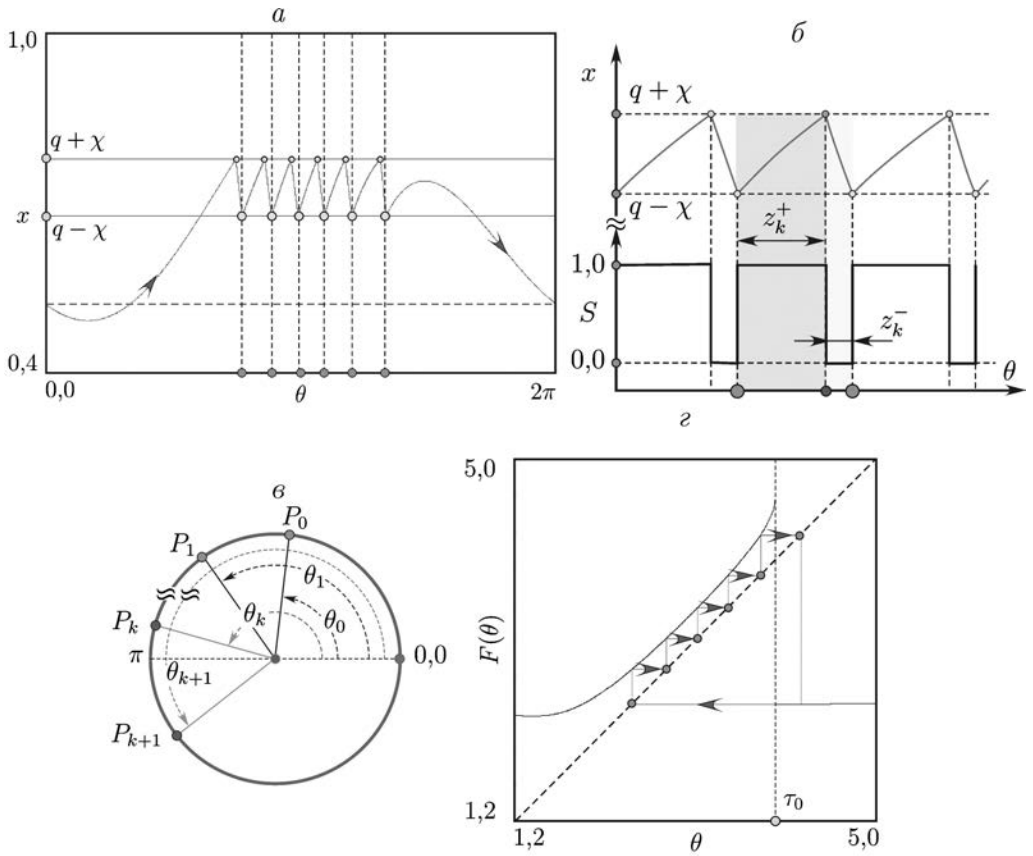 а
1,0
q + χ
x
q − χ
0,4
0,0
θ
2π
б
x
q + χ
q − χ
z_k^+
1,0
S
z_k^-
0,0
θ
в
P_0
P_1
θ_1
θ_k
θ_0
P_k
π
0,0
θ_{k+1}
P_{k+1}
г
5,0
F(θ)
τ_0
1,2
1,2
θ
5,0